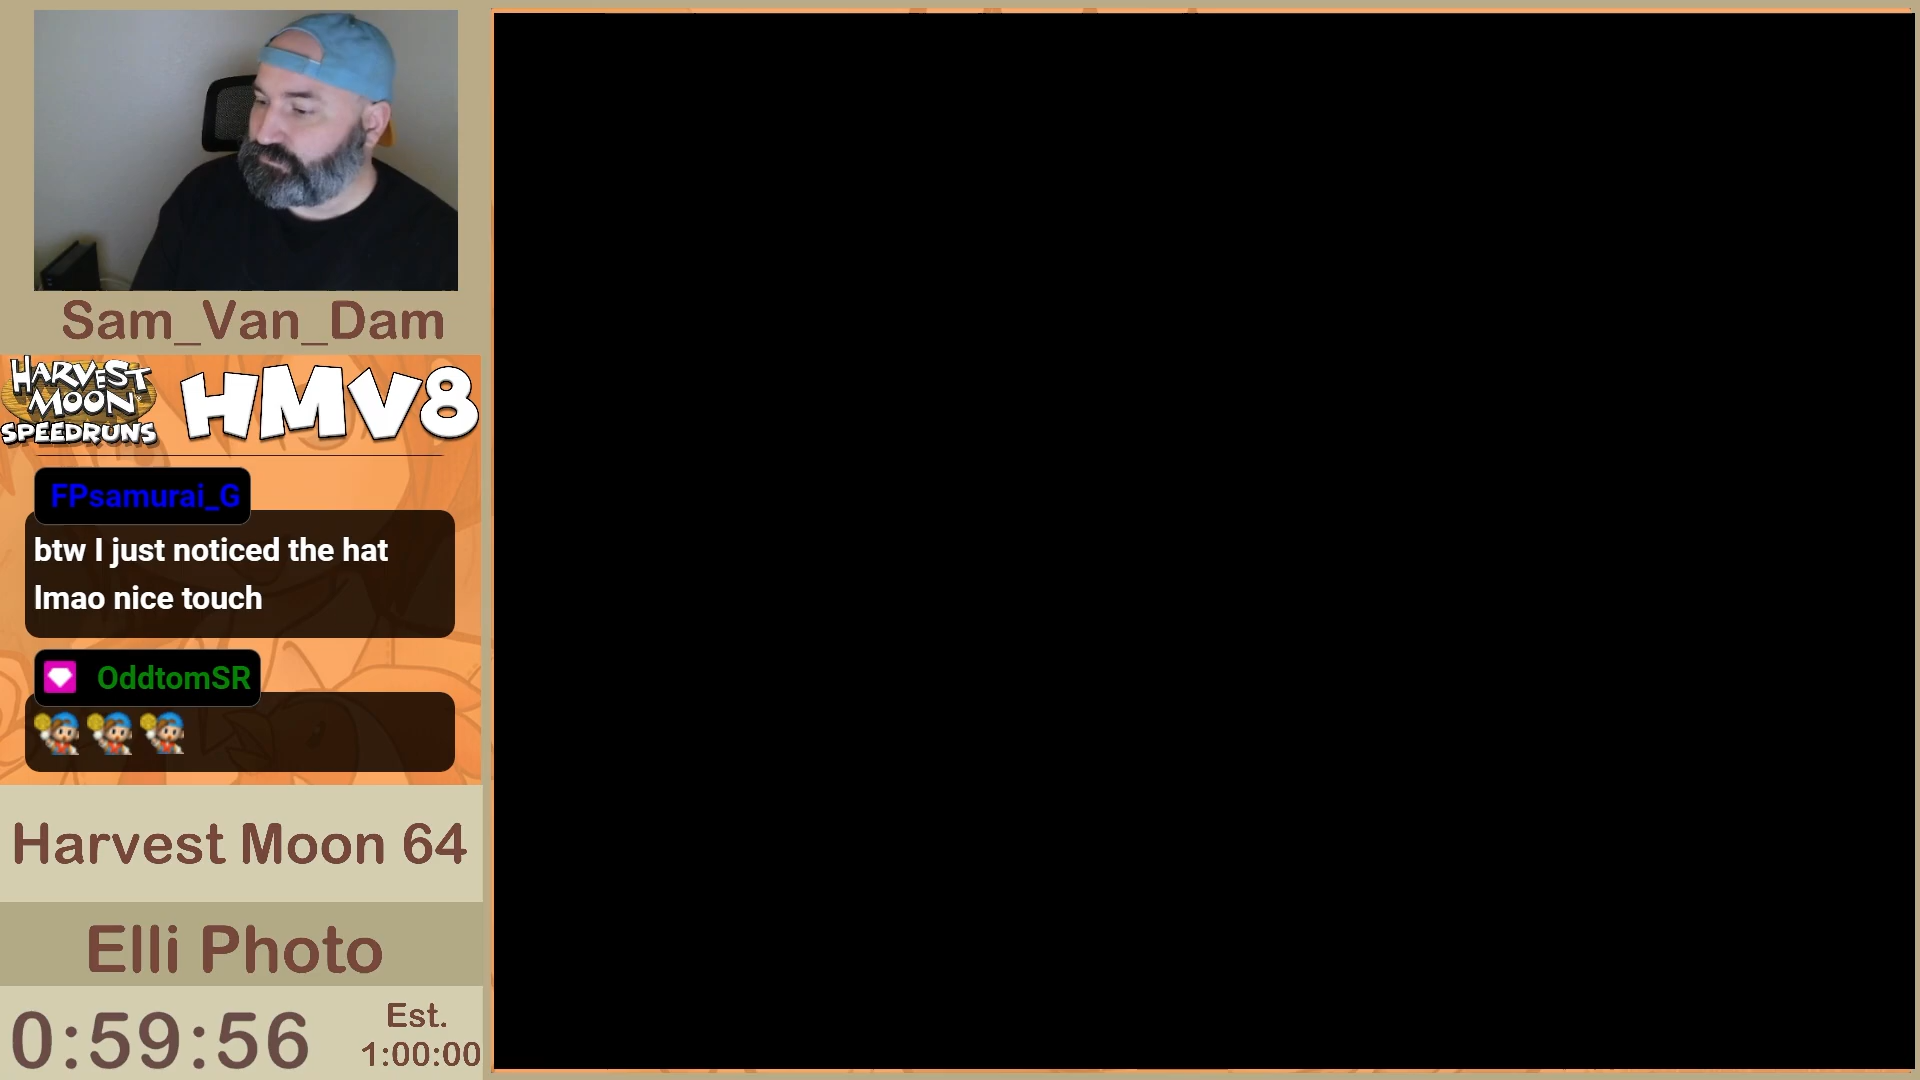 Sam_Van_Dam
HARVEST
MOON
SPEEDRUNS
HMV8
FPsamurai_G
btw I just noticed the hat
lmao nice touch
OddtomSR
Harvest Moon 64
Elli Photo
0:59:56
Est.
1:00:00